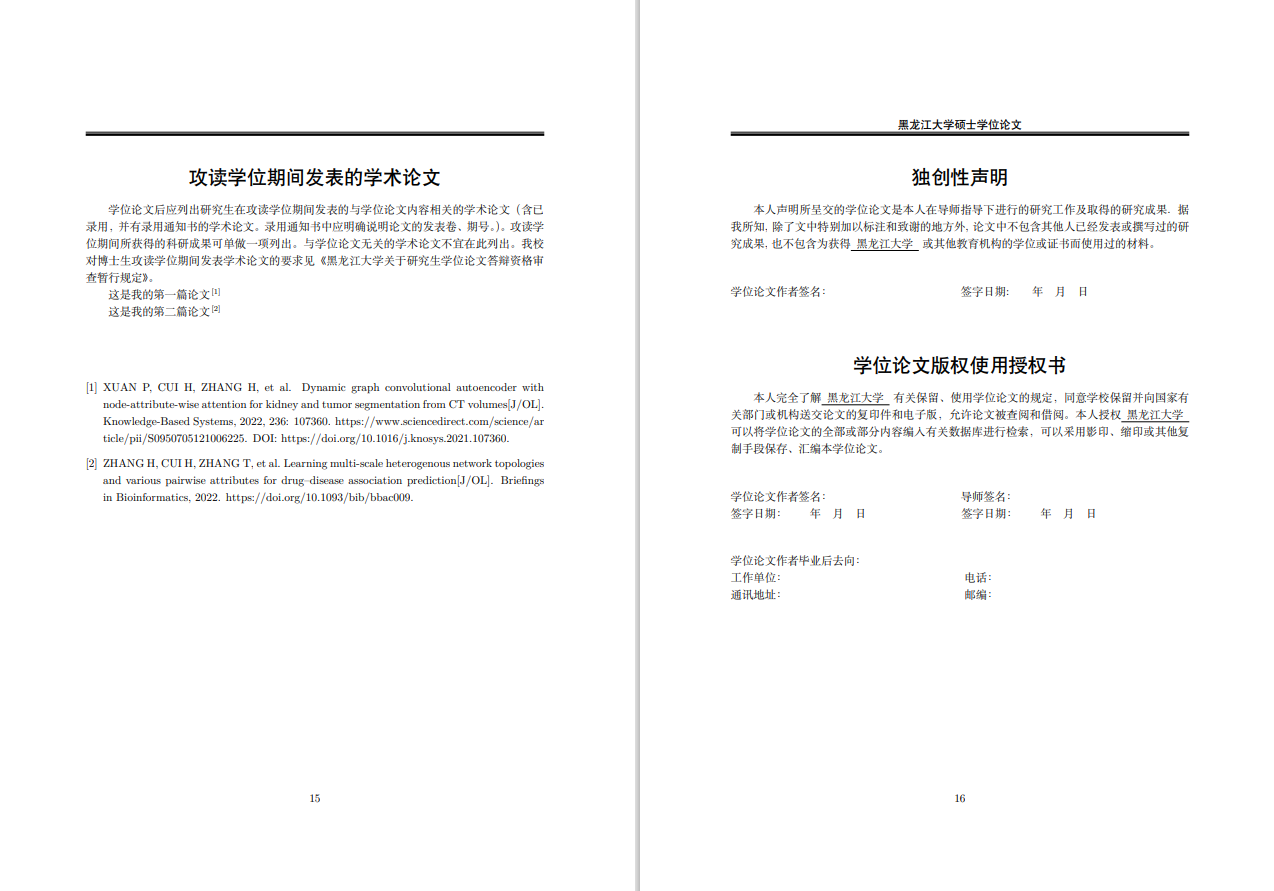 攻读学位期间发表的学术论文
学位论文后应列出研究生在攻读学位期间发表的与学位论文内容相关的学术论文（含已
录用，并有录用通知书的学术论文。录用通知书中应明确说明论文的发表卷、期号。）。攻读学
位期间所获得的科研成果可单做一项列出。与学位论文无关的学术论文不宜在此列出。我校
对博士生攻读学位期间发表学术论文的要求见《黑龙江大学关于研究生学位论文答辩资格审
查暂行规定》。
这是我的第一篇论文[1]
这是我的第二篇论文[2]
[1] XUAN P, CUI H, ZHANG H, et al. Dynamic graph convolutional autoencoder with
node-attribute-wise attention for kidney and tumor segmentation from CT volumes[J/OL].
Knowledge-Based Systems, 2022, 236: 107360. https://www.sciencedirect.com/science/ar
ticle/pii/S0950705121006225. DOI: https://doi.org/10.1016/j.knosys.2021.107360.
[2] ZHANG H, CUI H, ZHANG T, et al. Learning multi-scale heterogenous network topologies
and various pairwise attributes for drug–disease association prediction[J/OL]. Briefings
in Bioinformatics, 2022. https://doi.org/10.1093/bib/bbac009.
15
黑龙江大学硕士学位论文
独创性声明
本人声明所呈交的学位论文是本人在导师指导下进行的研究工作及取得的研究成果. 据
我所知, 除了文中特别加以标注和致谢的地方外, 论文中不包含其他人已经发表或撰写过的研
究成果, 也不包含为获得 黑龙江大学 或其他教育机构的学位或证书而使用过的材料。
学位论文作者签名： 签字日期： 年 月 日
学位论文版权使用授权书
本人完全了解 黑龙江大学 有关保留、使用学位论文的规定，同意学校保留并向国家有
关部门或机构送交论文的复印件和电子版，允许论文被查阅和借阅。本人授权 黑龙江大学
可以将学位论文的全部或部分内容编入有关数据库进行检索，可以采用影印、缩印或其他复
制手段保存、汇编本学位论文。
学位论文作者签名： 导师签名：
签字日期： 年 月 日 签字日期： 年 月 日
学位论文作者毕业后去向：
工作单位： 电话：
通讯地址： 邮编：
16